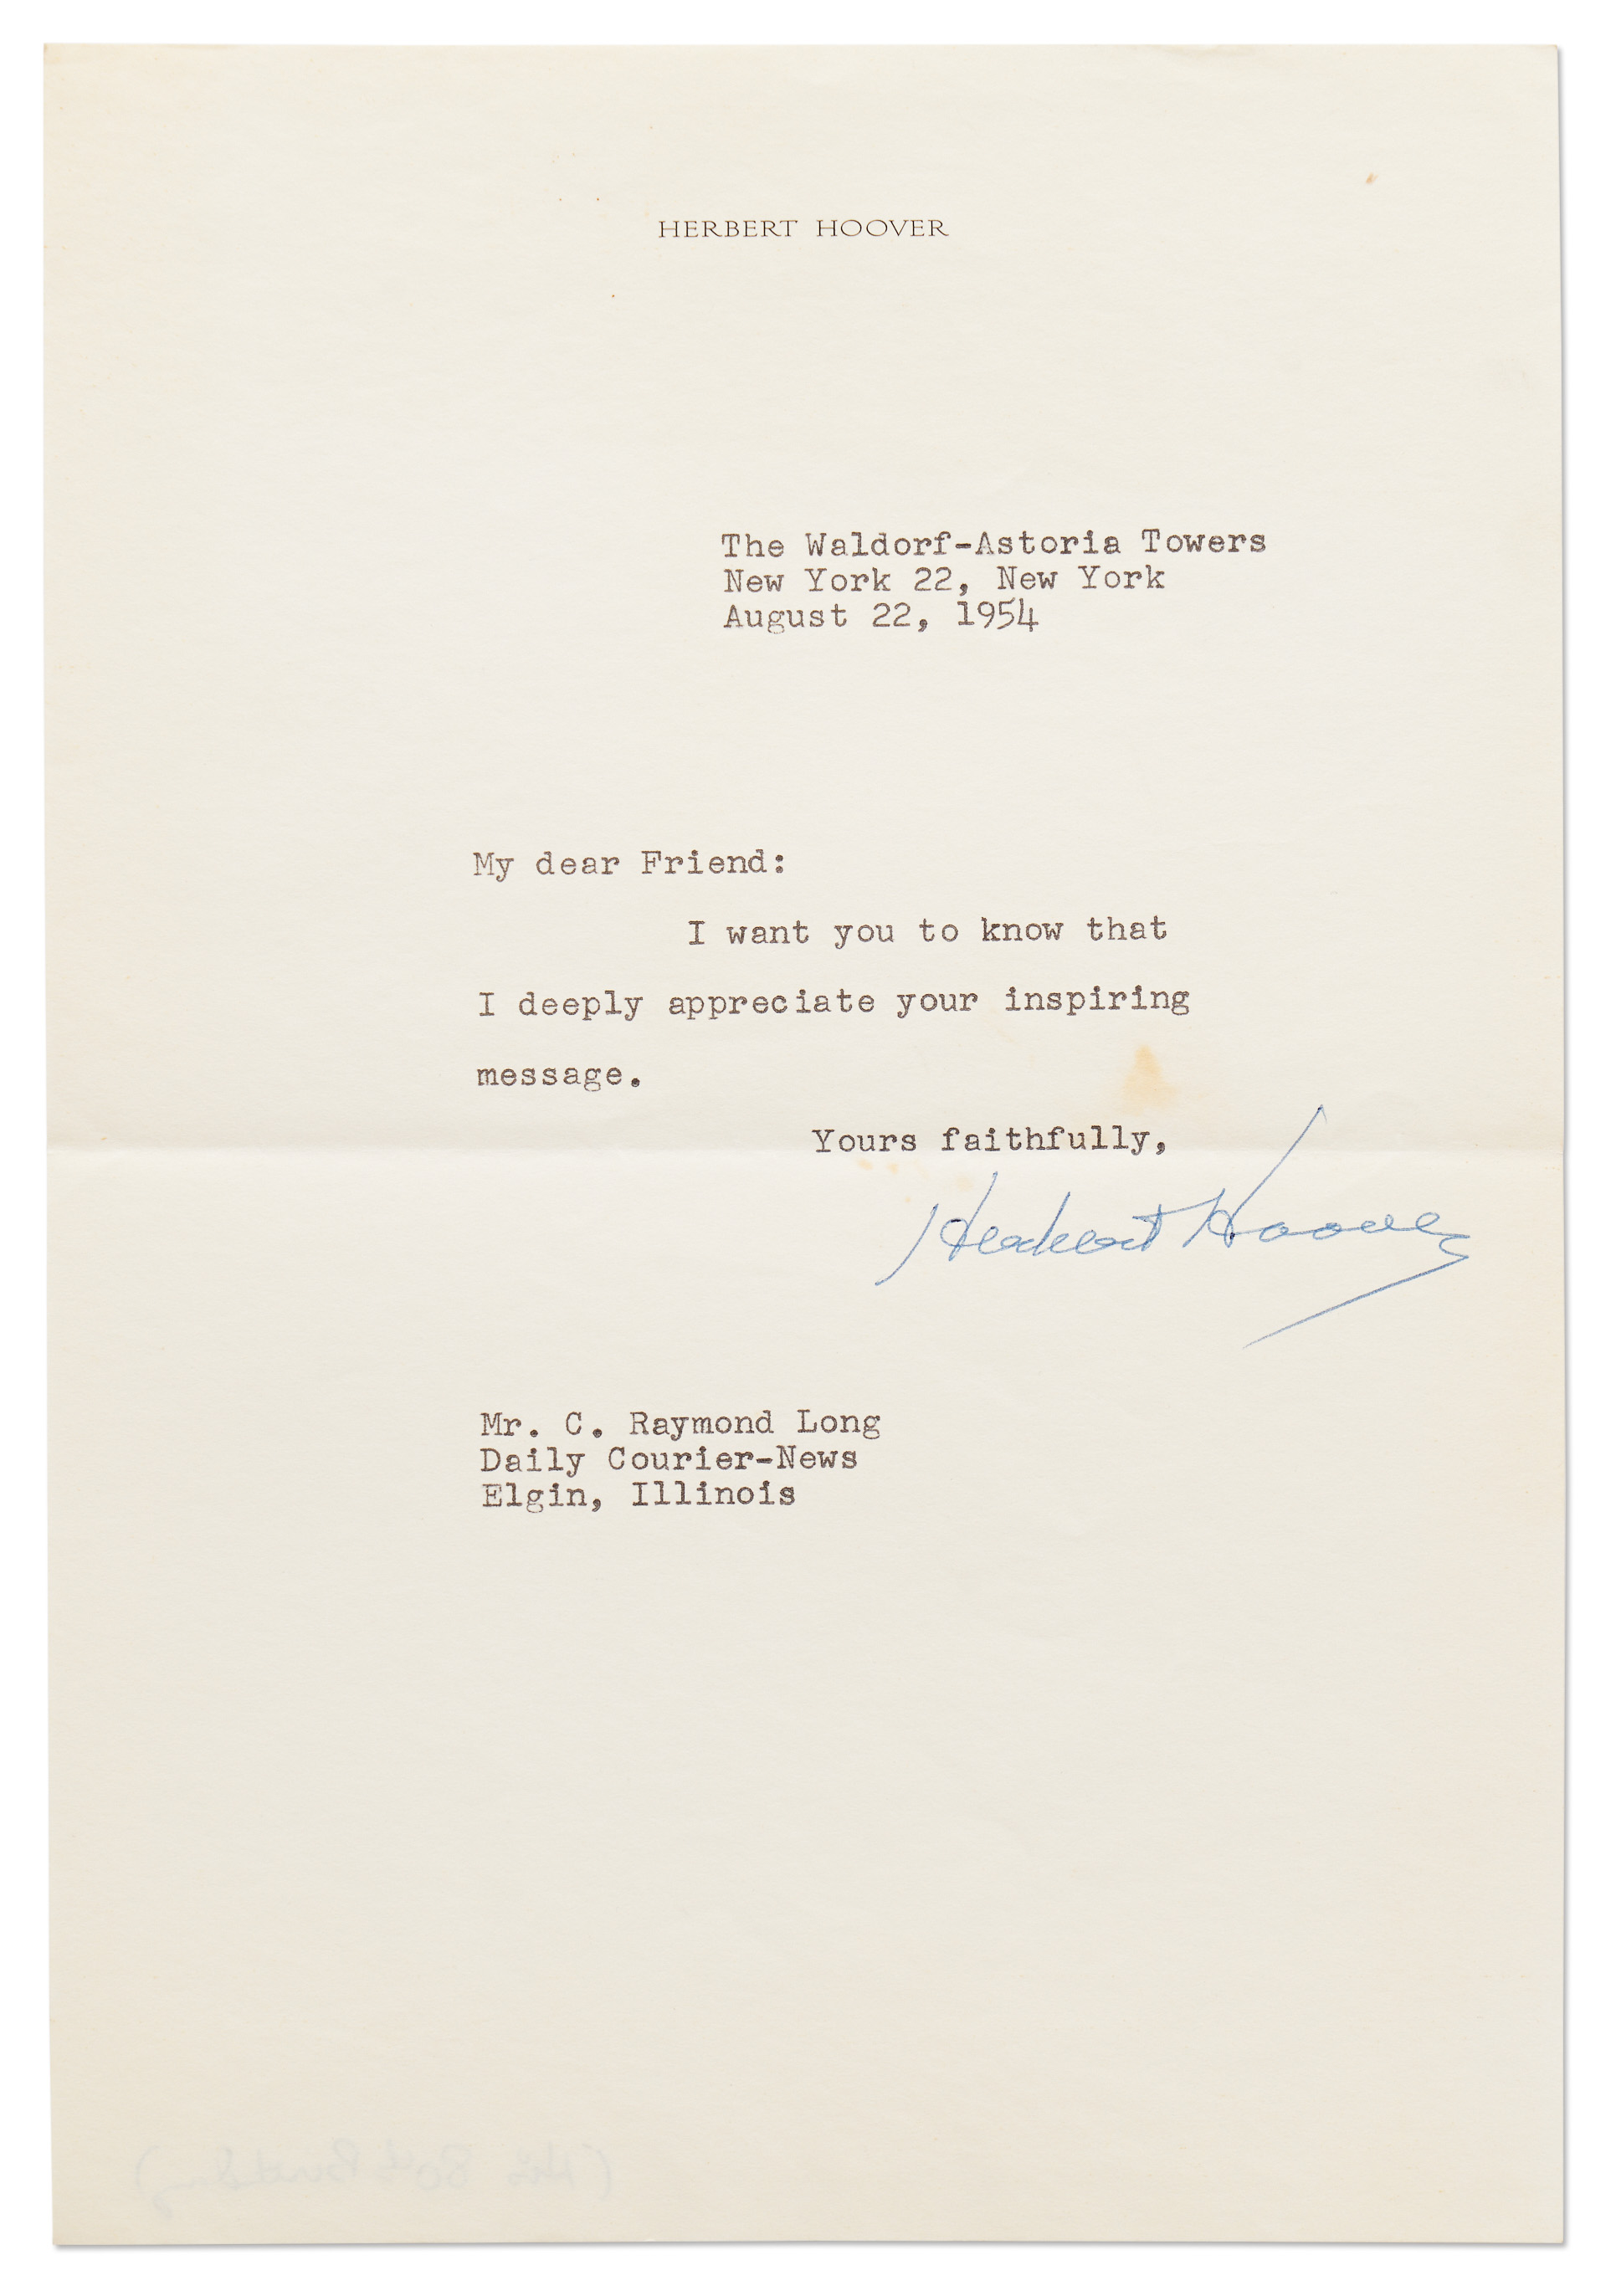 HERBERT HOOVER
The Waldorf-Astoria Towers
New York 22, New York
August 22, 1954
My dear Friend:
I want you to know that
I deeply appreciate your inspiring
message.
Yours faithfully,
Herbert Hoover
Mr. C. Raymond Long
Daily Courier-News
Elgin, Illinois